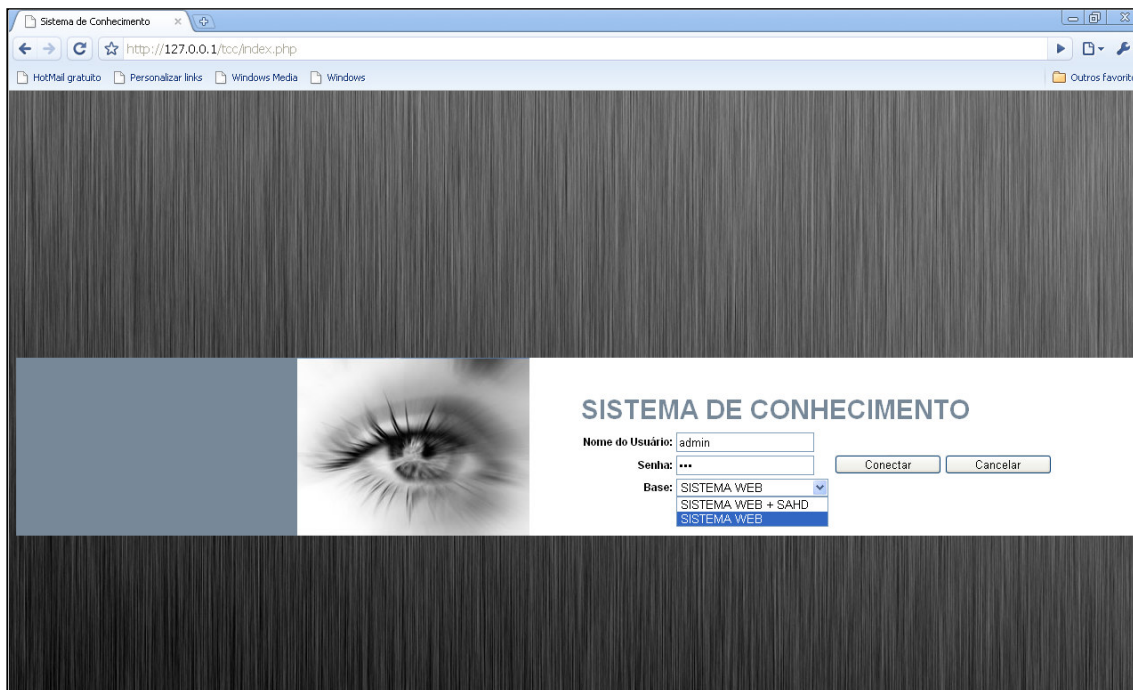 Sistema de Conhecimento
http://127.0.0.1/tcc/index.php
HotMail gratuito Personalizar links Windows Media Windows Outros favorito
SISTEMA DE CONHECIMENTO
Nome do Usuário: admin
Senha: •••
Conectar Cancelar
Base: SISTEMA WEB
SISTEMA WEB + SAHD
SISTEMA WEB